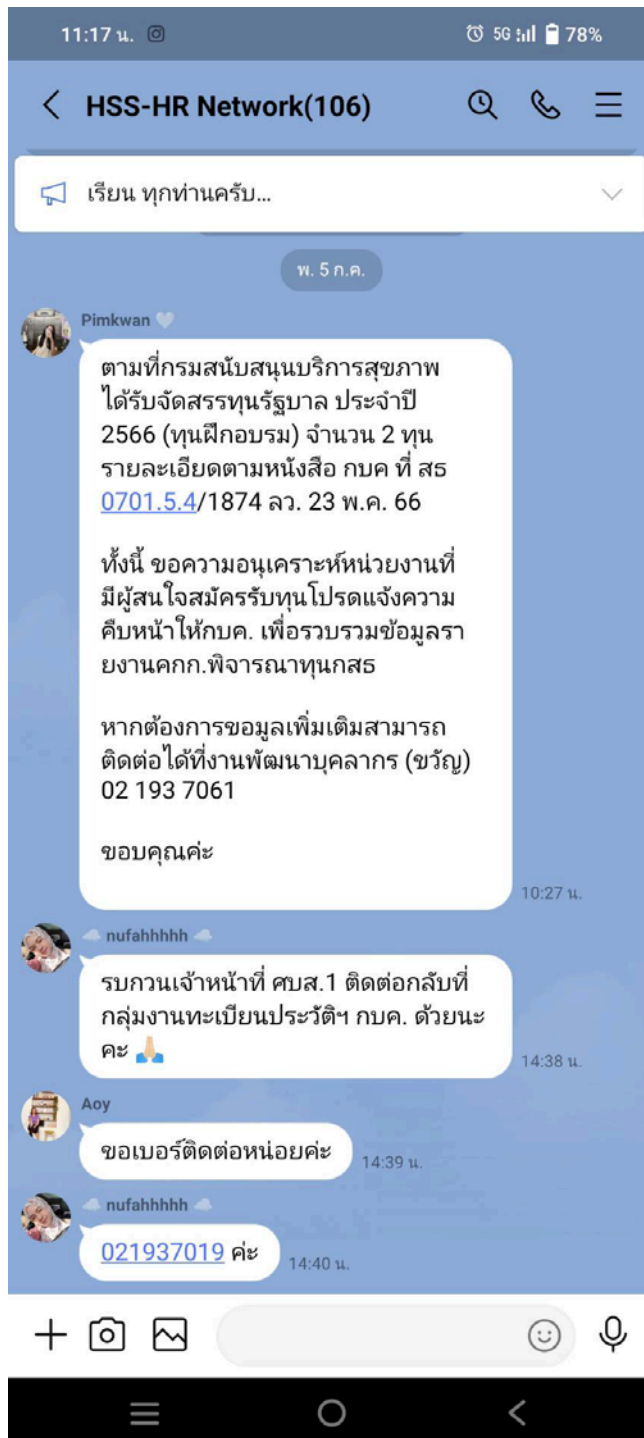 11:17 น.
5G 78%
HSS-HR Network(106)
เรียน ทุกท่านครับ...
พ. 5 ก.ค.
Pimkwan 🤍
ตามที่กรมสนับสนุนบริการสุขภาพ
ได้รับจัดสรรทุนรัฐบาล ประจำปี
2566 (ทุนฝึกอบรม) จำนวน 2 ทุน
รายละเอียดตามหนังสือ กบค ที่ สธ
0701.5.4/1874 ลว. 23 พ.ค. 66
ทั้งนี้ ขอความอนุเคราะห์หน่วยงานที่
มีผู้สนใจสมัครรับทุนโปรดแจ้งความ
คืบหน้าให้กบค. เพื่อรวบรวมข้อมูลรา
ยงานคกก.พิจารณาทุนกสธ
หากต้องการขอมูลเพิ่มเติมสามารถ
ติดต่อได้ที่งานพัฒนาบุคลากร (ขวัญ)
02 193 7061
ขอบคุณค่ะ
10:27 น.
☁️ nufahhhhh ☁️
รบกวนเจ้าหน้าที่ ศบส.1 ติดต่อกลับที่
กลุ่มงานทะเบียนประวัติฯ กบค. ด้วยนะ
คะ 🙏🏻
14:38 น.
Aoy
ขอเบอร์ติดต่อหน่อยค่ะ
14:39 น.
☁️ nufahhhhh ☁️
021937019 ค่ะ
14:40 น.